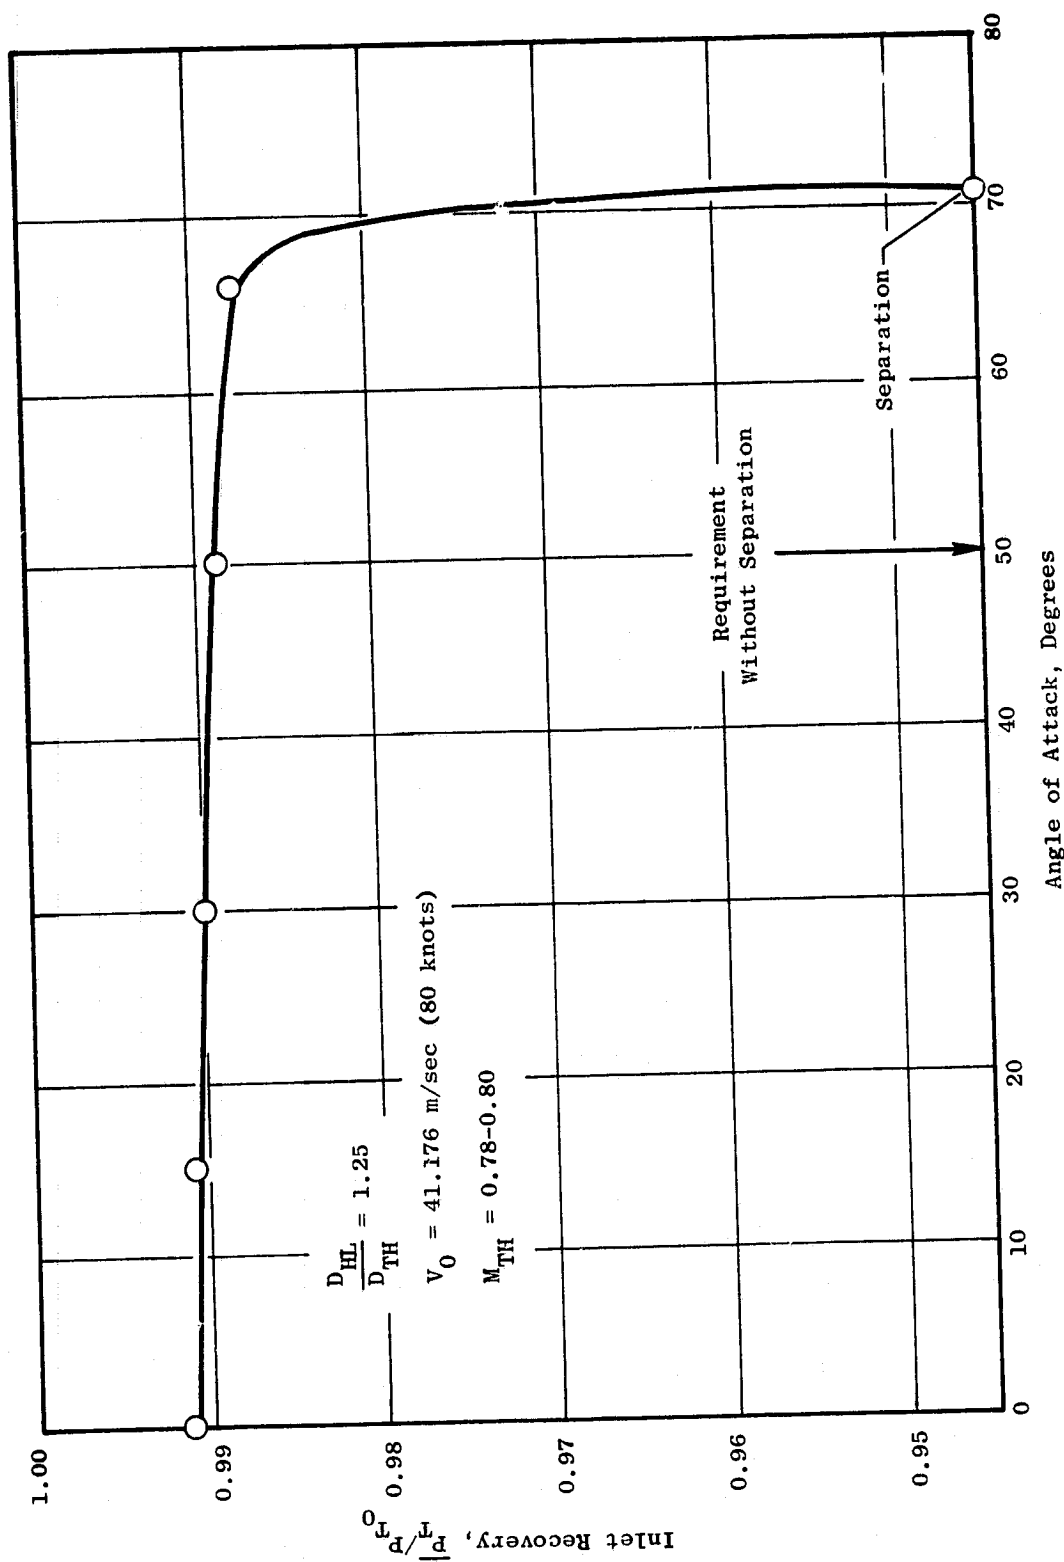 1.00
0.99
0.98
0.97
0.96
0.95
Inlet Recovery, P̅T/PT0
DHL
DTH
= 1.25
V0 = 41.176 m/sec (80 knots)
MTH = 0.78-0.80
Requirement
Without Separation
Separation
0
10
20
30
40
50
60
70
80
Angle of Attack, Degrees